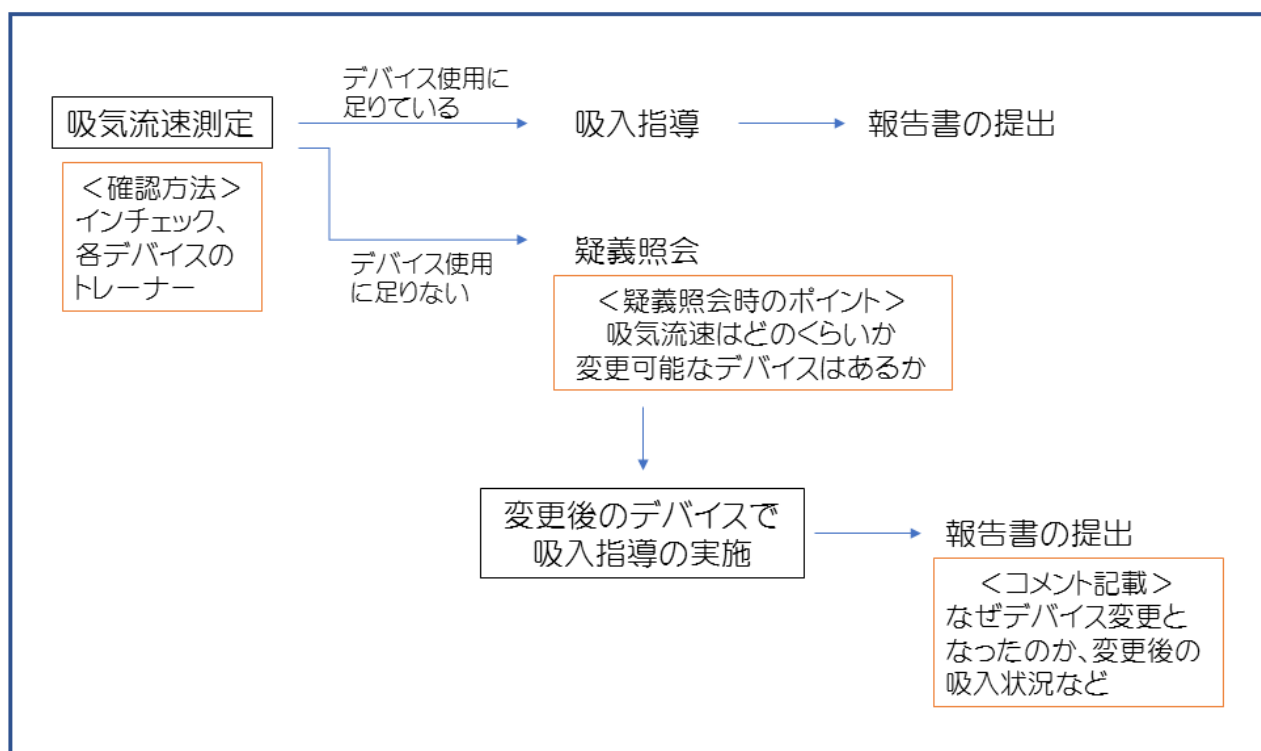 デバイス使用に
足りている
吸気流速測定
吸入指導
報告書の提出
＜確認方法＞
インチェック、
各デバイスの
トレーナー
デバイス使用
に足りない
疑義照会
＜疑義照会時のポイント＞
吸気流速はどのくらいか
変更可能なデバイスはあるか
変更後のデバイスで
吸入指導の実施
報告書の提出
＜コメント記載＞
なぜデバイス変更と
なったのか、変更後の
吸入状況など